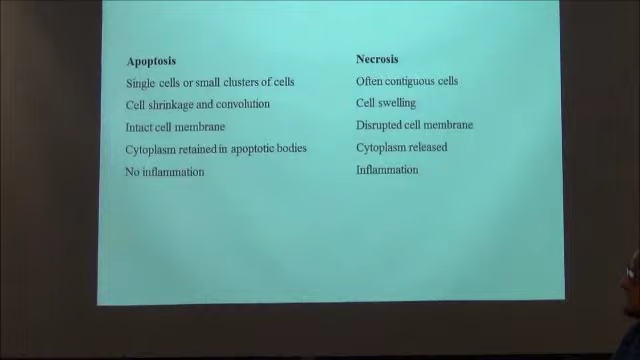 Apoptosis Necrosis
Single cells or small clusters of cells Often contiguous cells
Cell shrinkage and convolution Cell swelling
Intact cell membrane Disrupted cell membrane
Cytoplasm retained in apoptotic bodies Cytoplasm released
No inflammation Inflammation